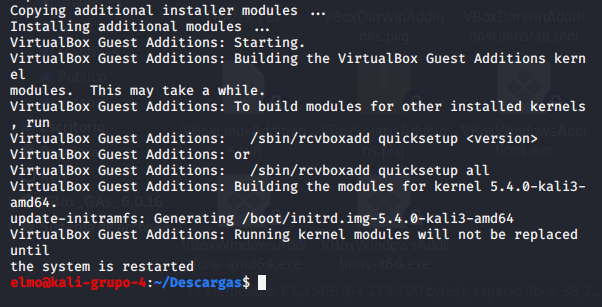 Copying additional installer modules ...
Installing additional modules ...
VirtualBox Guest Additions: Starting.
VirtualBox Guest Additions: Building the VirtualBox Guest Additions kern
el
modules.  This may take a while.
VirtualBox Guest Additions: To build modules for other installed kernels
, run
VirtualBox Guest Additions:   /sbin/rcvboxadd quicksetup <version>
VirtualBox Guest Additions: or
VirtualBox Guest Additions:   /sbin/rcvboxadd quicksetup all
VirtualBox Guest Additions: Building the modules for kernel 5.4.0-kali3-
amd64.
update-initramfs: Generating /boot/initrd.img-5.4.0-kali3-amd64
VirtualBox Guest Additions: Running kernel modules will not be replaced
until
the system is restarted
elmo@kali-grupo-4:~/Descargas$